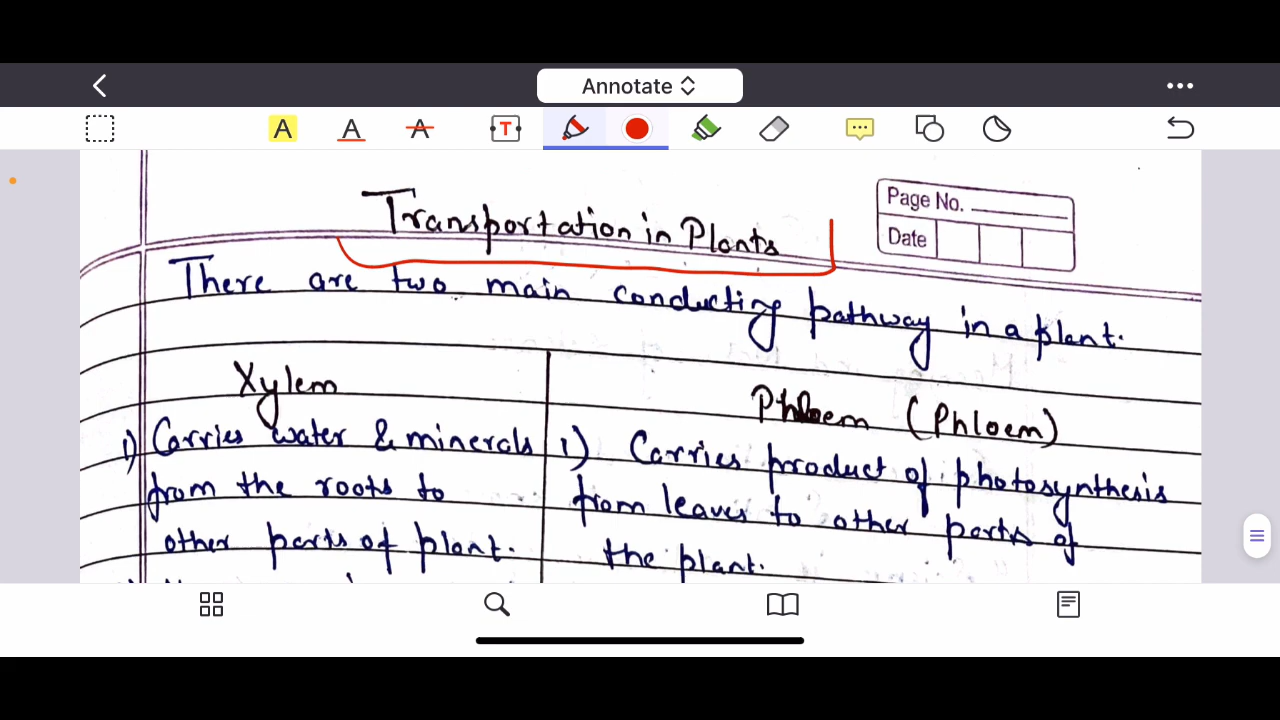 Annotate
A A A T
Transportation in Plants
Page No.
Date
There are two main conducting pathway in a plant.
Xylem
1) Carries water & minerals
from the roots to
other parts of plant.
Phloem (Phloem)
1) Carries product of photosynthesis
from leaves to other parts of
the plant.